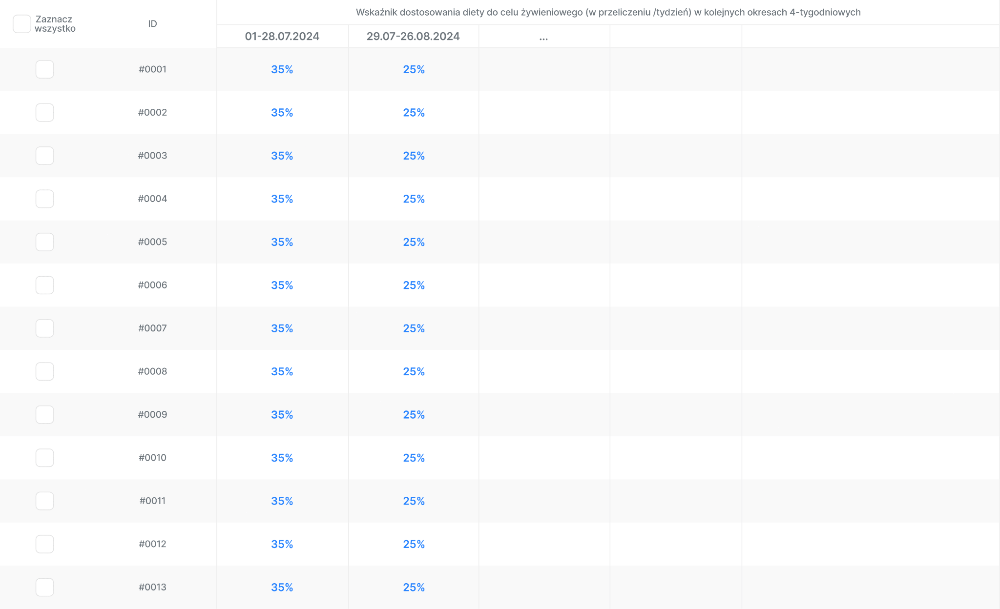 Zaznacz
wszystko
ID
Wskaźnik dostosowania diety do celu żywieniowego (w przeliczeniu /tydzień) w kolejnych okresach 4-tygodniowych
01-28.07.2024 29.07-26.08.2024 ...
#0001 35% 25%
#0002 35% 25%
#0003 35% 25%
#0004 35% 25%
#0005 35% 25%
#0006 35% 25%
#0007 35% 25%
#0008 35% 25%
#0009 35% 25%
#0010 35% 25%
#0011 35% 25%
#0012 35% 25%
#0013 35% 25%